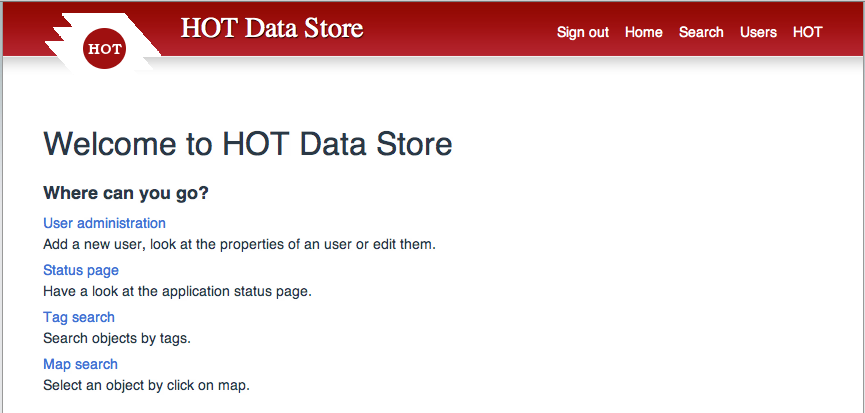 HOT
HOT Data Store
Sign out Home Search Users HOT
Welcome to HOT Data Store
Where can you go?
User administration
Add a new user, look at the properties of an user or edit them.
Status page
Have a look at the application status page.
Tag search
Search objects by tags.
Map search
Select an object by click on map.